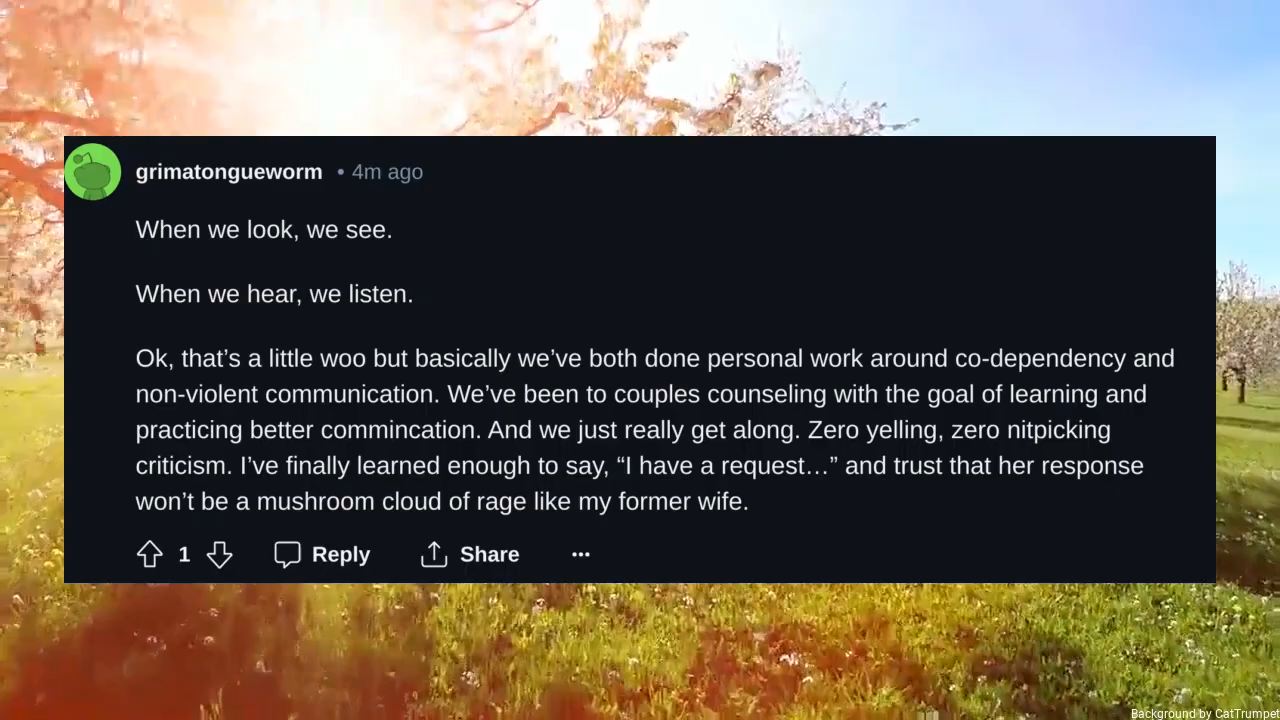 grimatongueworm • 4m ago
When we look, we see.
When we hear, we listen.
Ok, that’s a little woo but basically we’ve both done personal work around co-dependency and
non-violent communication. We’ve been to couples counseling with the goal of learning and
practicing better commincation. And we just really get along. Zero yelling, zero nitpicking
criticism. I’ve finally learned enough to say, “I have a request…” and trust that her response
won’t be a mushroom cloud of rage like my former wife.
1 Reply Share ···
Background by CatTrumpet